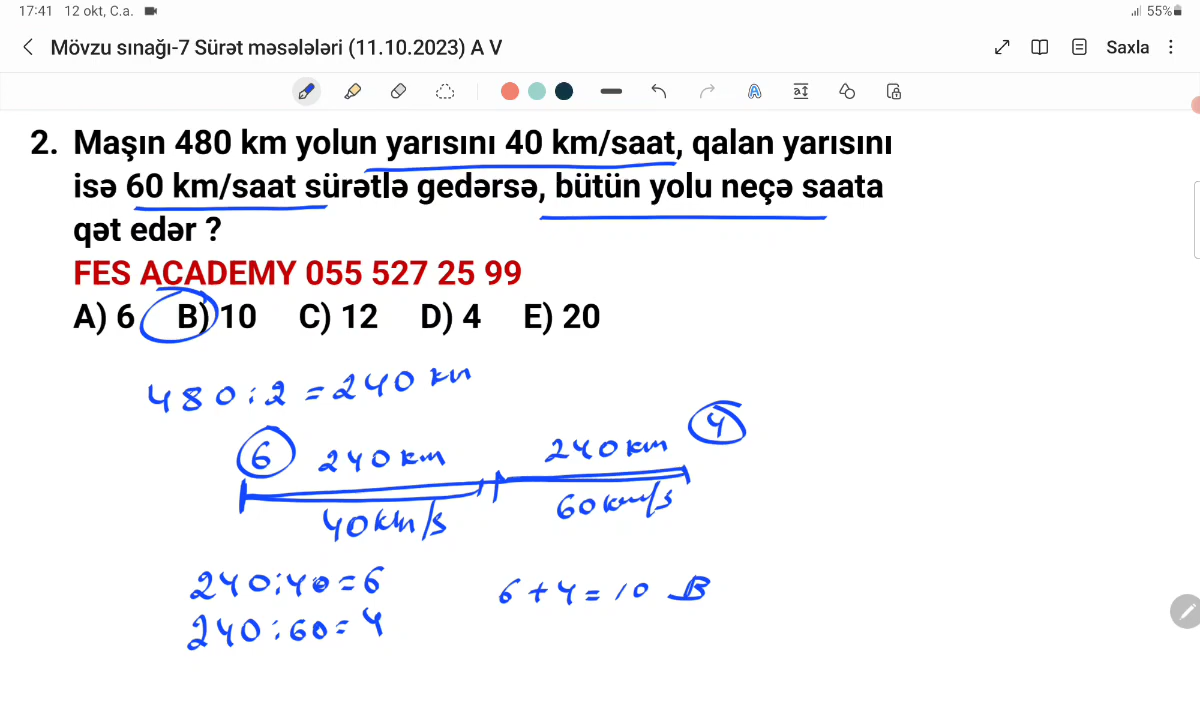 17:41 12 okt, C.a. 55%
Mövzu sınağı-7 Sürət məsələləri (11.10.2023) A V Saxla
2. Maşın 480 km yolun yarısını 40 km/saat, qalan yarısını
isə 60 km/saat sürətlə gedərsə, bütün yolu neçə saata
qət edər ?
FES ACADEMY 055 527 25 99
A) 6 B) 10 C) 12 D) 4 E) 20
480:2=240 km
6 240 km 240 km 4
40km/s 60km/s
240:40=6 6+4=10 B
240:60=4